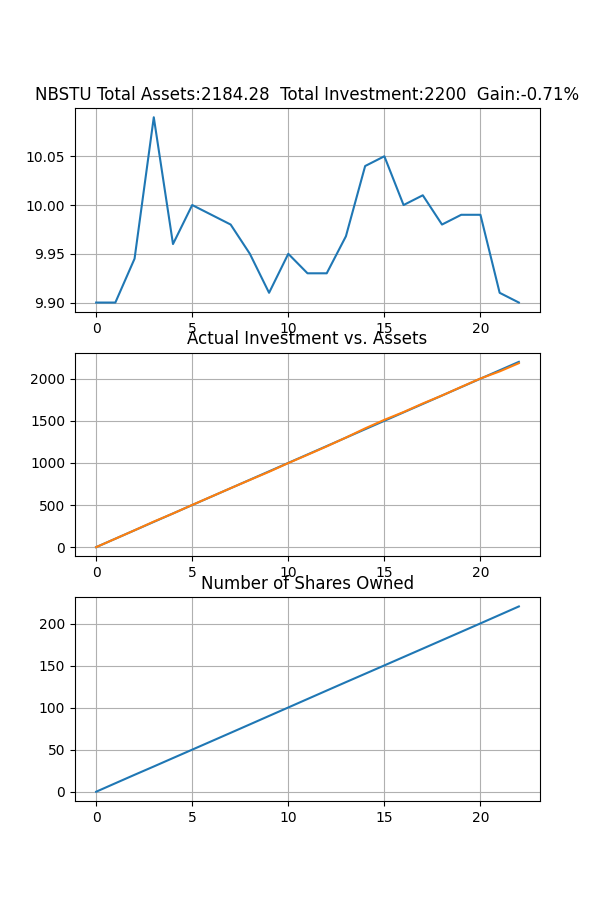 NBSTU Total Assets:2184.28  Total Investment:2200  Gain:-0.71%
10.05
10.00
9.95
9.90
0 5 10 15 20
Actual Investment vs. Assets
2000
1500
1000
500
0
0 5 10 15 20
Number of Shares Owned
200
150
100
50
0
0 5 10 15 20